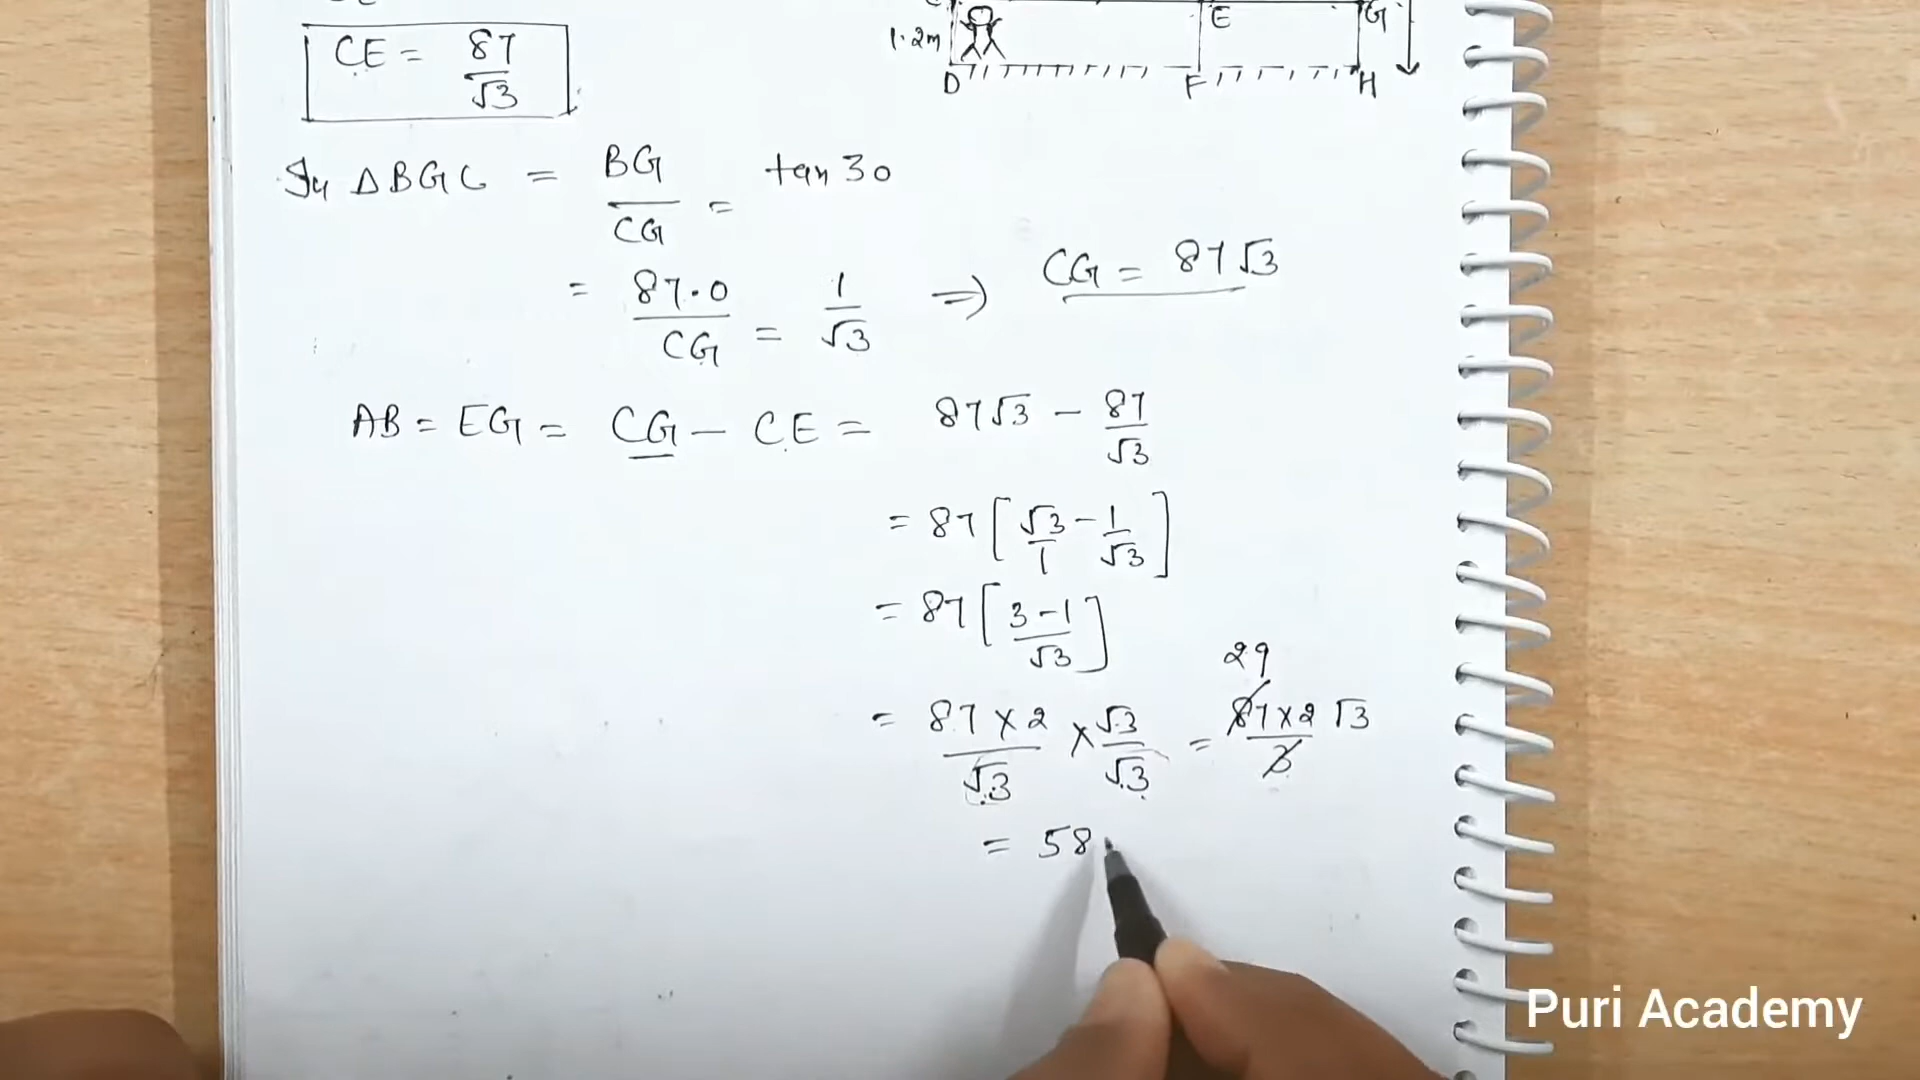 CE = 87/√3
1.2m
E
G
D
F
H
In △BGC = BG/CG = tan 30
= 87.0/CG = 1/√3 ⇒ CG = 87√3
AB = EG = CG - CE = 87√3 - 87/√3
= 87 [√3/1 - 1/√3]
= 87 [3-1/√3]
29
= 87 × 2/√3 × √3/√3 = 87×2 √3/3
= 58
Puri Academy